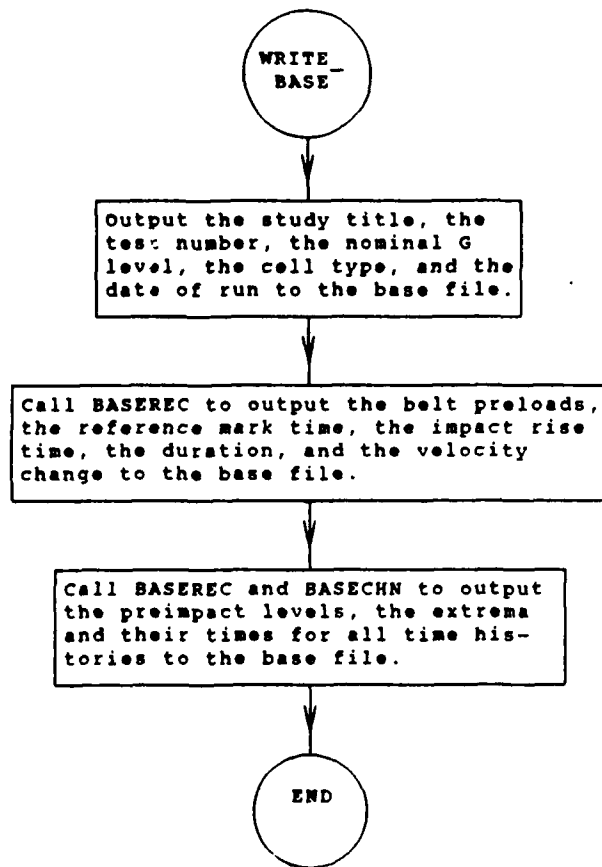 WRITE_
BASE
Output the study title, the
test number, the nominal G
level, the cell type, and the
date of run to the base file.
Call BASEREC to output the belt preloads,
the reference mark time, the impact rise
time, the duration, and the velocity
change to the base file.
Call BASEREC and BASECHN to output
the preimpact levels, the extrema
and their times for all time his-
tories to the base file.
END